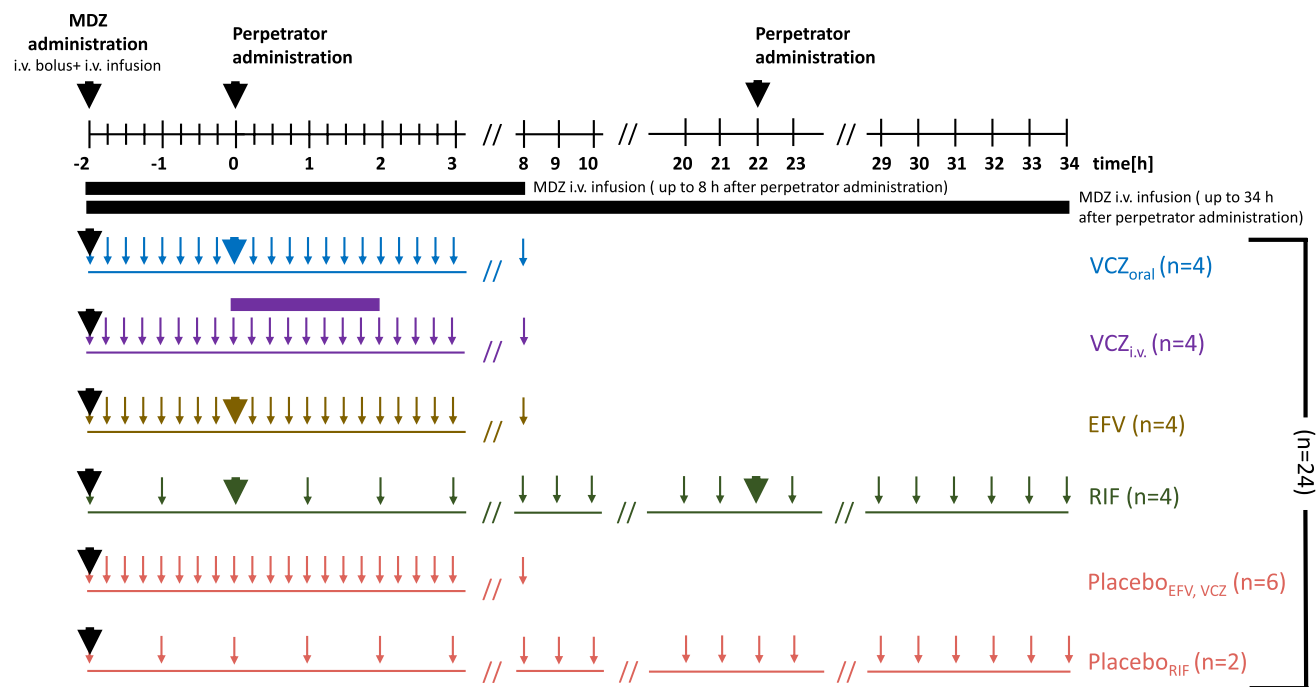 MDZ
administration
i.v. bolus+ i.v. infusion
Perpetrator
administration
Perpetrator
administration
// // //
-2 -1 0 1 2 3 8 9 10 20 21 22 23 29 30 31 32 33 34 time[h]
MDZ i.v. infusion ( up to 8 h after perpetrator administration)
MDZ i.v. infusion ( up to 34 h
after perpetrator administration)
// VCZoral (n=4)
// VCZi.v. (n=4)
// EFV (n=4)
// // // RIF (n=4)
// PlaceboEFV, VCZ (n=6)
// // // PlaceboRIF (n=2)
(n=24)